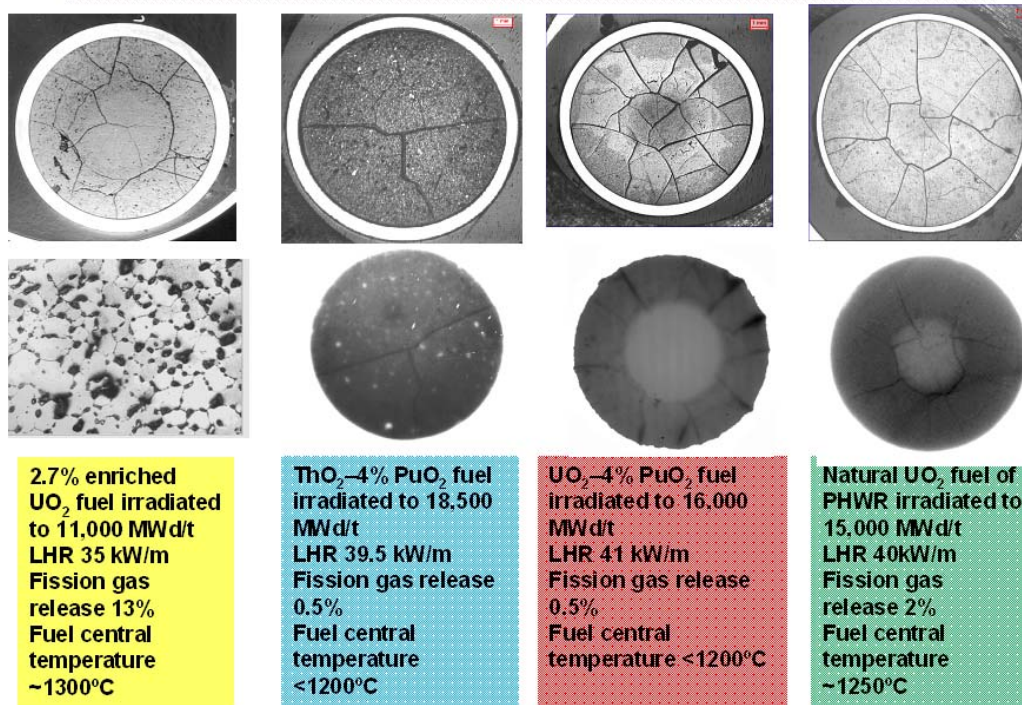 2.7% enriched
UO₂ fuel irradiated
to 11,000 MWd/t
LHR 35 kW/m
Fission gas
release 13%
Fuel central
temperature
~1300ºC
ThO₂–4% PuO₂ fuel
irradiated to 18,500
MWd/t
LHR 39.5 kW/m
Fission gas release
0.5%
Fuel central
temperature
<1200ºC
UO₂–4% PuO₂ fuel
irradiated to 16,000
MWd/t
LHR 41 kW/m
Fission gas release
0.5%
Fuel central
temperature <1200ºC
Natural UO₂ fuel of
PHWR irradiated to
15,000 MWd/t
LHR 40kW/m
Fission gas
release 2%
Fuel central
temperature
~1250ºC